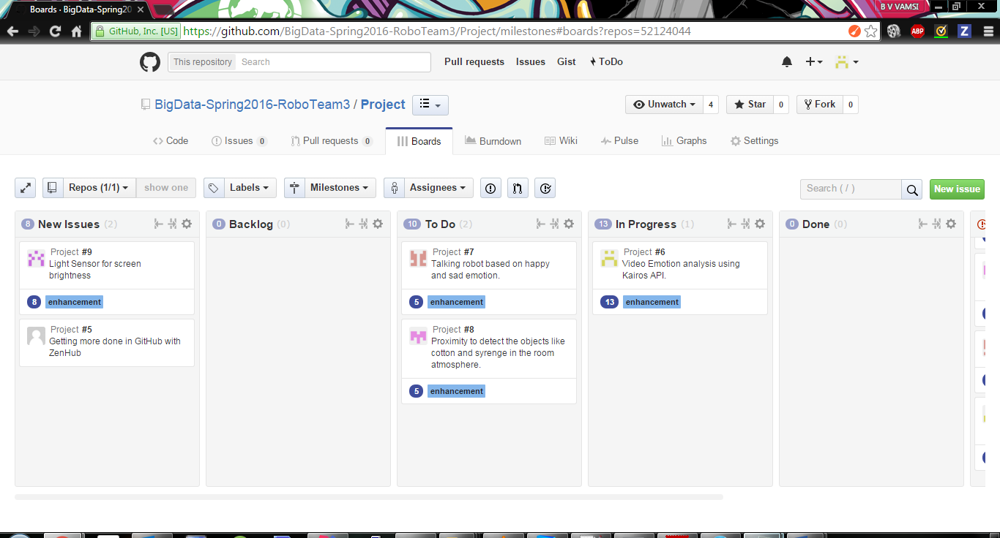 Boards · BigData-Spring20
B V VAMSI
GitHub, Inc. [US] https://github.com/BigData-Spring2016-RoboTeam3/Project/milestones#boards?repos=52124044
ABP
Z
This repository Search Pull requests Issues Gist ToDo
BigData-Spring2016-RoboTeam3 / Project
Unwatch 4 Star 0 Fork 0
Code Issues 0 Pull requests 0 Boards Burndown Wiki Pulse Graphs Settings
Repos (1/1) show one Labels Milestones Assignees Search ( / ) New issue
8 New Issues (2)
Project #9
Light Sensor for screen
brightness
8 enhancement
Project #5
Getting more done in GitHub with
ZenHub
0 Backlog (0)
10 To Do (2)
Project #7
Talking robot based on happy
and sad emotion.
5 enhancement
Project #8
Proximity to detect the objects like
cotton and syrenge in the room
atmosphere.
5 enhancement
13 In Progress (1)
Project #6
Video Emotion analysis using
Kairos API.
13 enhancement
0 Done (0)